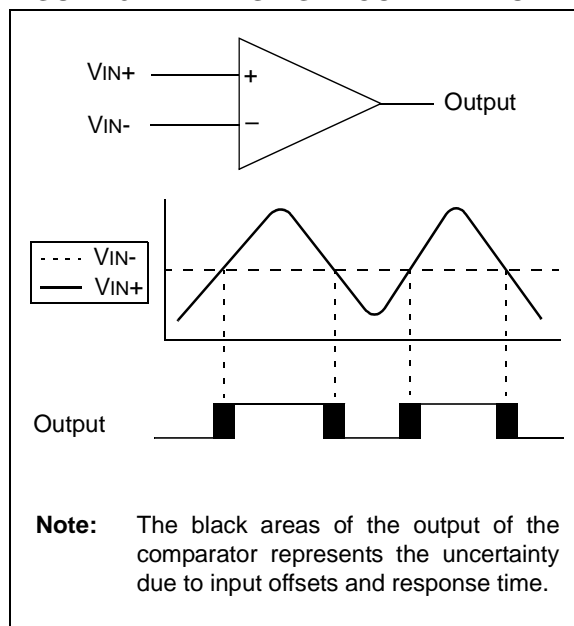 VIN+
+
Output
VIN-
–
VIN-
VIN+
Output
Note: The black areas of the output of the
comparator represents the uncertainty
due to input offsets and response time.